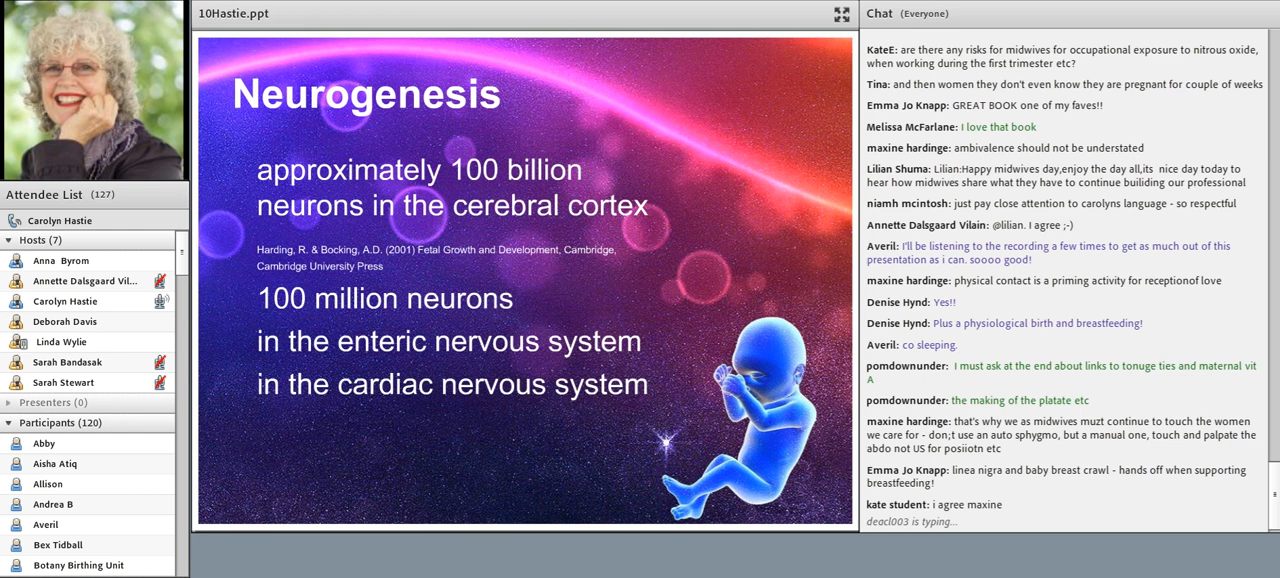 Attendee List (127)
Carolyn Hastie
Hosts (7)
Anna Byrom
Annette Dalsgaard Vil...
Carolyn Hastie
Deborah Davis
Linda Wylie
Sarah Bandasak
Sarah Stewart
Presenters (0)
Participants (120)
Abby
Aisha Atiq
Allison
Andrea B
Averil
Bex Tidball
Botany Birthing Unit
10Hastie.ppt
Neurogenesis
approximately 100 billion
neurons in the cerebral cortex
Harding, R. & Bocking, A.D. (2001) Fetal Growth and Development, Cambridge,
Cambridge University Press
100 million neurons
in the enteric nervous system
in the cardiac nervous system
Chat (Everyone)
KateE: are there any risks for midwives for occupational exposure to nitrous oxide,
when working during the first trimester etc?
Tina: and then women they don't even know they are pregnant for couple of weeks
Emma Jo Knapp: GREAT BOOK one of my faves!!
Melissa McFarlane: I love that book
maxine hardinge: ambivalence should not be understated
Lilian Shuma: Lilian:Happy midwives day,enjoy the day all,its nice day today to
hear how midwives share what they have to continue builiding our professional
niamh mcintosh: just pay close attention to carolyns language - so respectful
Annette Dalsgaard Vilain: @lilian. I agree ;-)
Averil: I'll be listening to the recording a few times to get as much out of this
presentation as i can. soooo good!
maxine hardinge: physical contact is a priming activity for receptionof love
Denise Hynd: Yes!!
Denise Hynd: Plus a physiological birth and breastfeeding!
Averil: co sleeping.
pomdownunder: I must ask at the end about links to tonuge ties and maternal vit
A
pomdownunder: the making of the platate etc
maxine hardinge: that's why we as midwives muzt continue to touch the women
we care for - don;t use an auto sphygmo, but a manual one, touch and palpate the
abdo not US for posiiotn etc
Emma Jo Knapp: linea nigra and baby breast crawl - hands off when supporting
breastfeeding!
kate student: i agree maxine
deacl003 is typing...